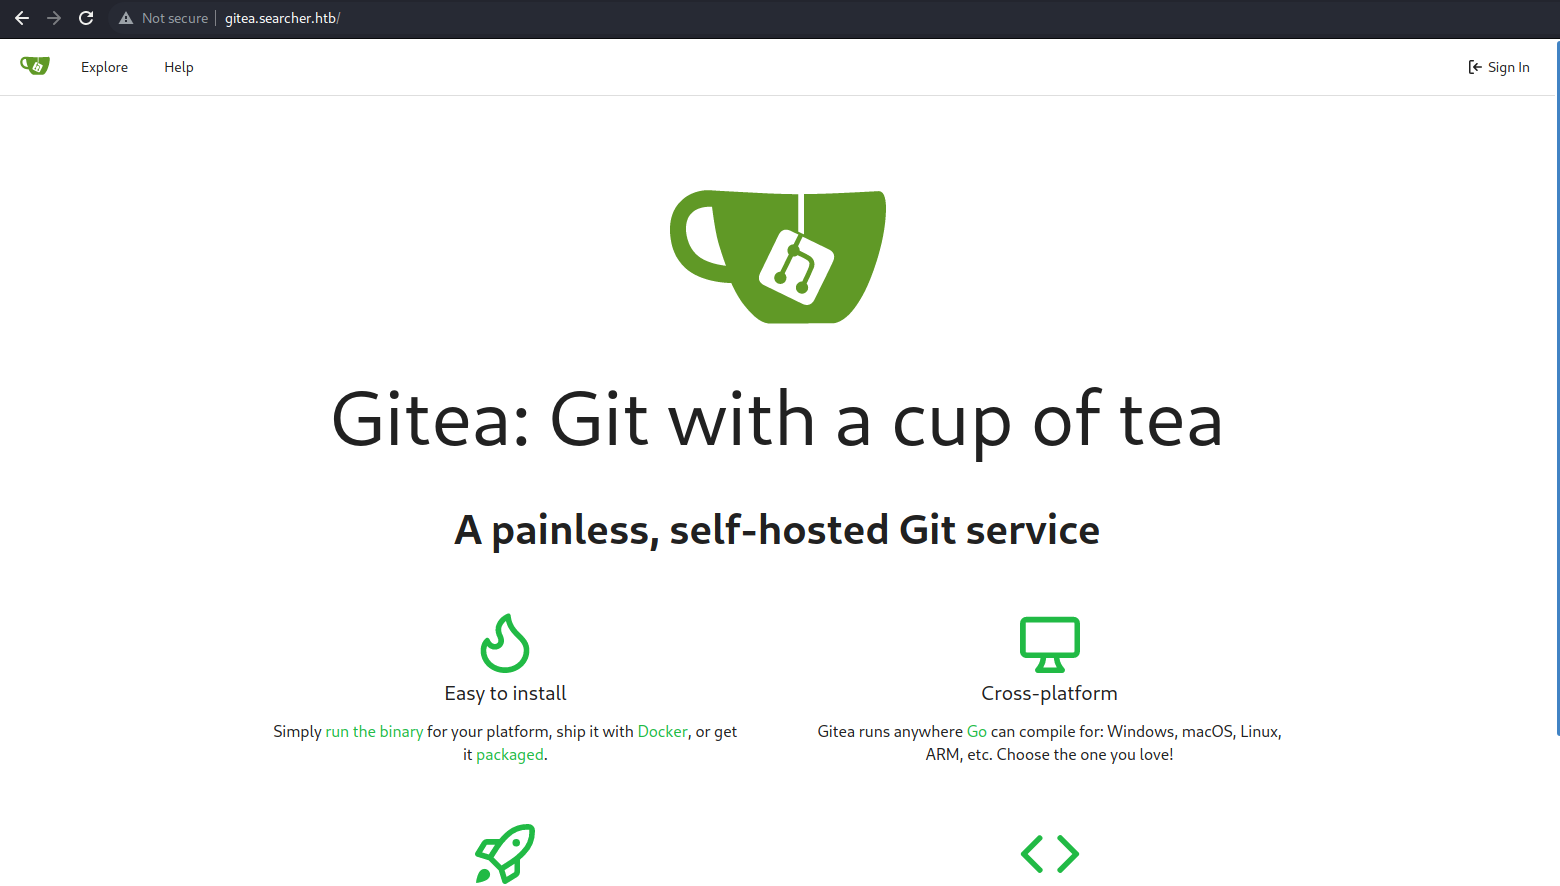 Not secure | gitea.searcher.htb/
Explore Help Sign In
Gitea: Git with a cup of tea
A painless, self-hosted Git service
Easy to install
Simply run the binary for your platform, ship it with Docker, or get
it packaged.
Cross-platform
Gitea runs anywhere Go can compile for: Windows, macOS, Linux,
ARM, etc. Choose the one you love!